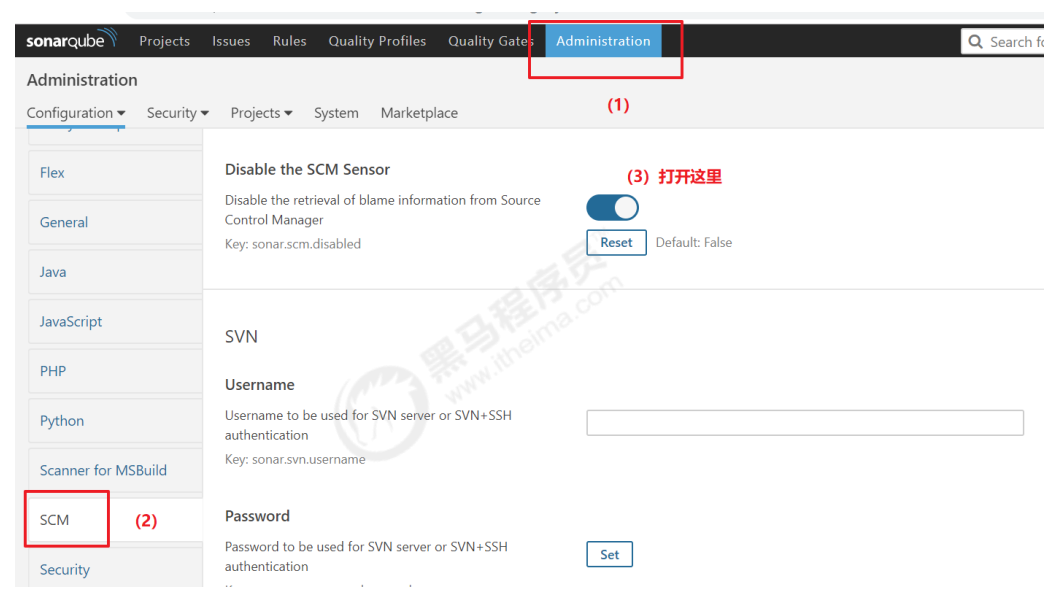 sonarqube Projects Issues Rules Quality Profiles Quality Gates Administration Search fo
Administration
Configuration Security Projects System Marketplace
(1)
Flex
General
Java
JavaScript
PHP
Python
Scanner for MSBuild
SCM
(2)
Security
Disable the SCM Sensor
(3) 打开这里
Disable the retrieval of blame information from Source
Control Manager
Key: sonar.scm.disabled
Reset Default: False
SVN
Username
Username to be used for SVN server or SVN+SSH
authentication
Key: sonar.svn.username
Password
Password to be used for SVN server or SVN+SSH
authentication
Set
黑马程序员
www.itheima.com